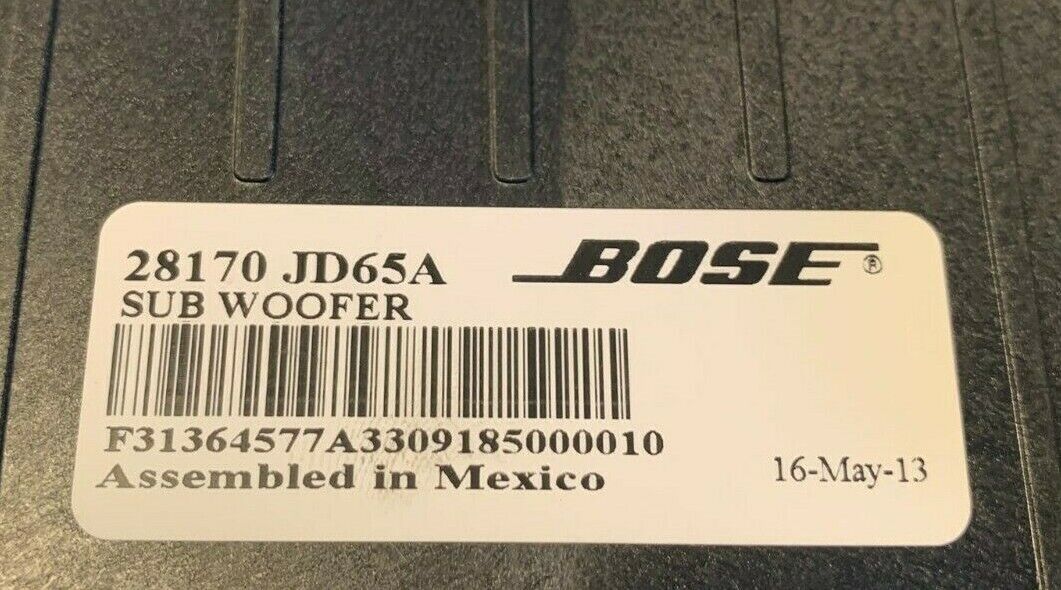 28170 JD65A BOSE®
SUB WOOFER
F31364577A3309185000010
Assembled in Mexico
16-May-13